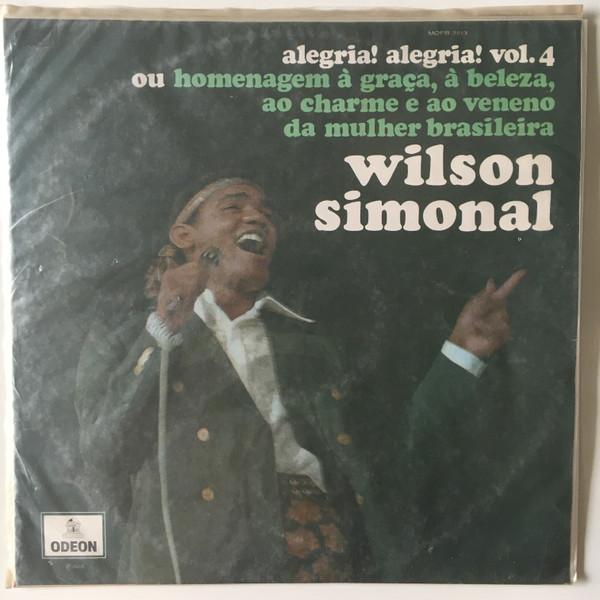 alegria! alegria! vol. 4
ou homenagem à graça, à beleza,
ao charme e ao veneno
da mulher brasileira
wilson
simonal
ODEON